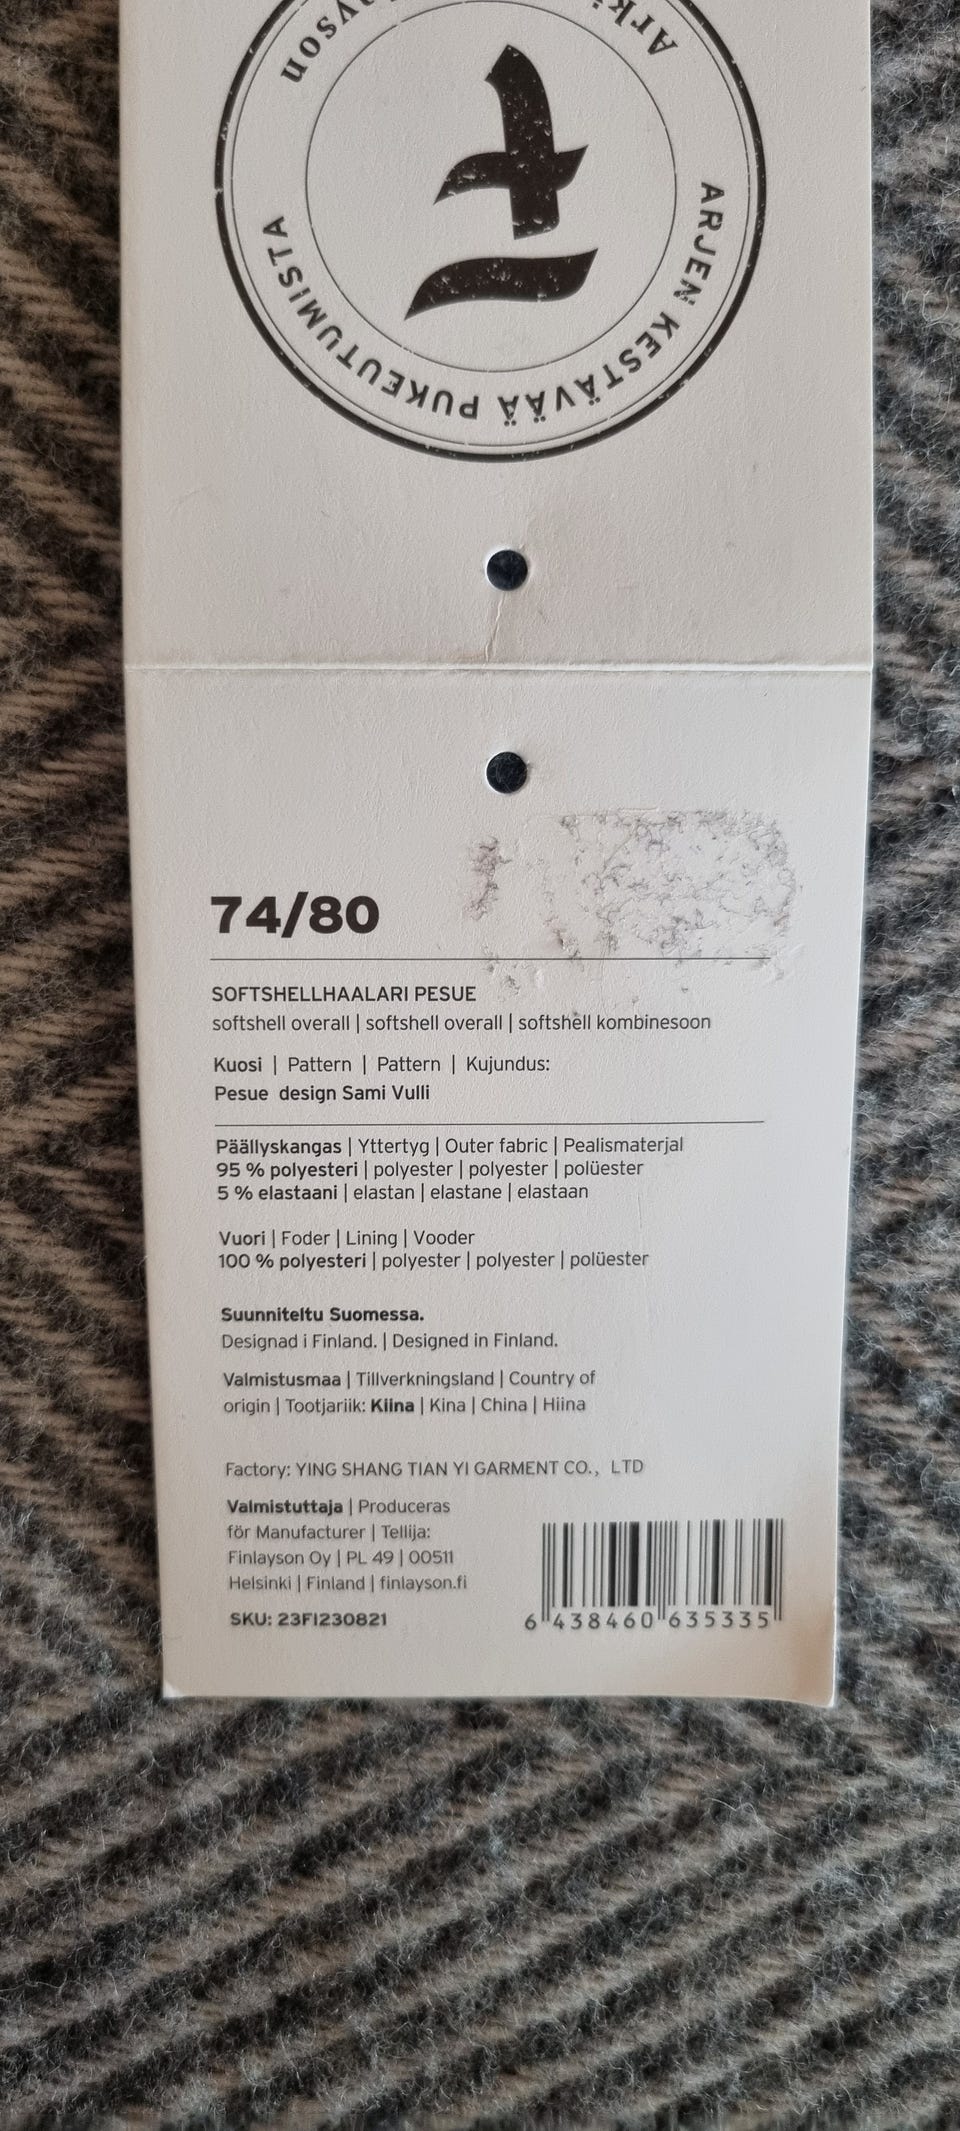 ayson
Arki
ARJEN KESTÄVÄÄ PUKEUTUMISTA
74/80
SOFTSHELLHAALARI PESUE
softshell overall | softshell overall | softshell kombinesoon
Kuosi | Pattern | Pattern | Kujundus:
Pesue design Sami Vulli
Päällyskangas | Yttertyg | Outer fabric | Pealismaterjal
95 % polyesteri | polyester | polyester | polüester
5 % elastaani | elastan | elastane | elastaan
Vuori | Foder | Lining | Vooder
100 % polyesteri | polyester | polyester | polüester
Suunniteltu Suomessa.
Designad i Finland. | Designed in Finland.
Valmistusmaa | Tillverkningsland | Country of
origin | Tootjariik: Kiina | Kina | China | Hiina
Factory: YING SHANG TIAN YI GARMENT CO., LTD
Valmistuttaja | Produceras
för Manufacturer | Tellija:
Finlayson Oy | PL 49 | 00511
Helsinki | Finland | finlayson.fi
SKU: 23FI230821
6 438460 635335